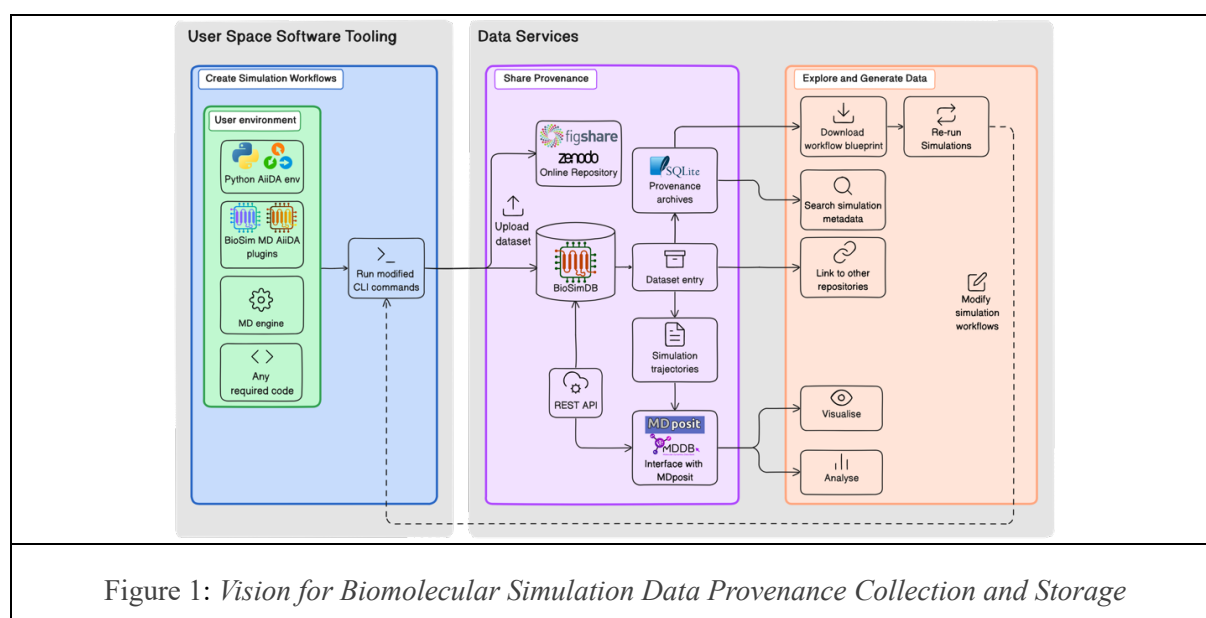 User Space Software Tooling
Data Services
Create Simulation Workflows
User environment
Python AiiDA env
BioSim MD AiiDA
plugins
MD engine
Any
required code
>_
Run modified
CLI commands
Share Provenance
figshare
zenodo
Online Repository
Upload
dataset
BioSimDB
SQLite
Provenance
archives
Dataset entry
Simulation
trajectories
REST API
MDposit
MDDB
Interface with
MDposit
Explore and Generate Data
Download
workflow blueprint
Re-run
Simulations
Search simulation
metadata
Link to other
repositories
Modify
simulation
workflows
Visualise
Analyse
Figure 1: Vision for Biomolecular Simulation Data Provenance Collection and Storage